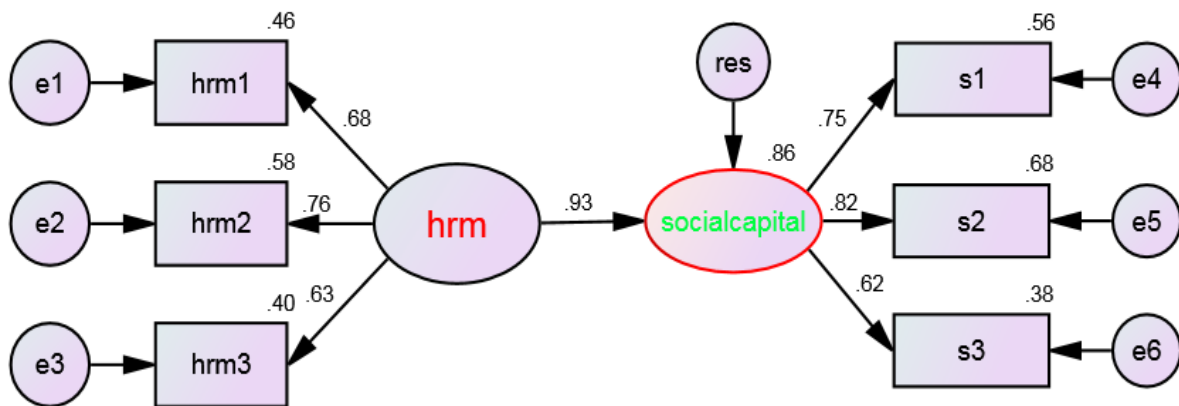 .46
.56
e1
hrm1
res
s1
e4
.68
.75
.86
.58
.68
e2
hrm2
.76
hrm
.93
socialcapital
.82
s2
e5
.63
.62
.40
.38
e3
hrm3
s3
e6